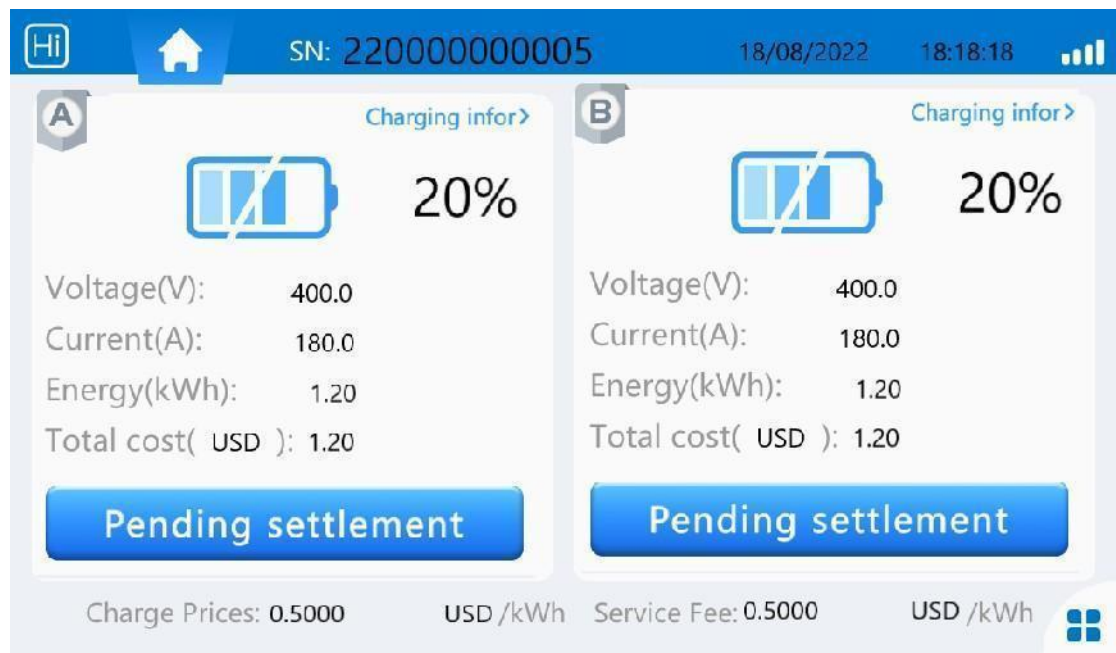 Hi SN: 220000000005 18/08/2022 18:18:18
A Charging infor>
20%
Voltage(V): 400.0
Current(A): 180.0
Energy(kWh): 1.20
Total cost( USD ): 1.20
Pending settlement
B Charging infor>
20%
Voltage(V): 400.0
Current(A): 180.0
Energy(kWh): 1.20
Total cost( USD ): 1.20
Pending settlement
Charge Prices: 0.5000 USD /kWh Service Fee: 0.5000 USD /kWh